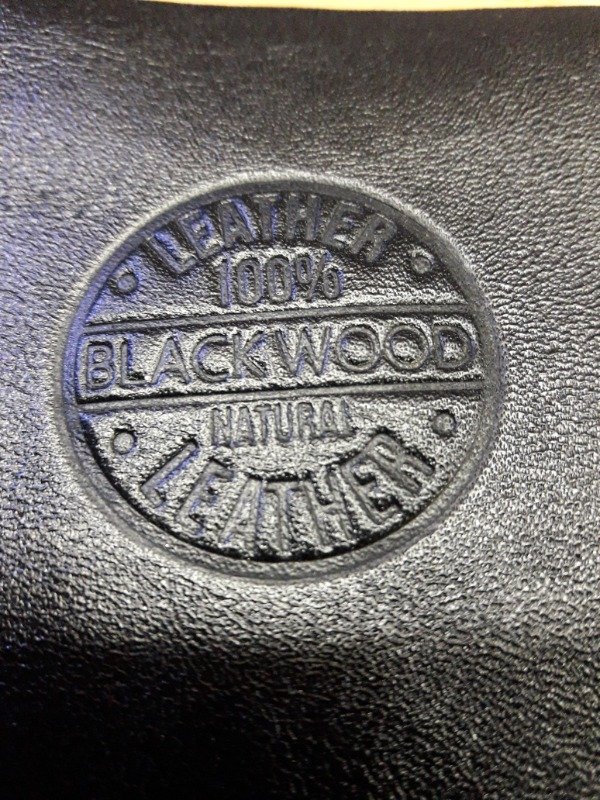 LEATHER
100%
BLACKWOOD
NATURAL
LEATHER